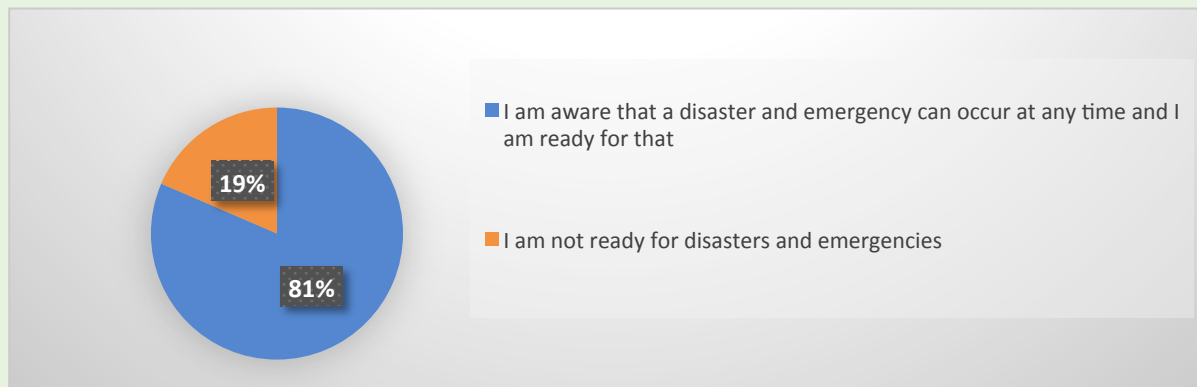 I am aware that a disaster and emergency can occur at any time and I
am ready for that
19%
I am not ready for disasters and emergencies
81%